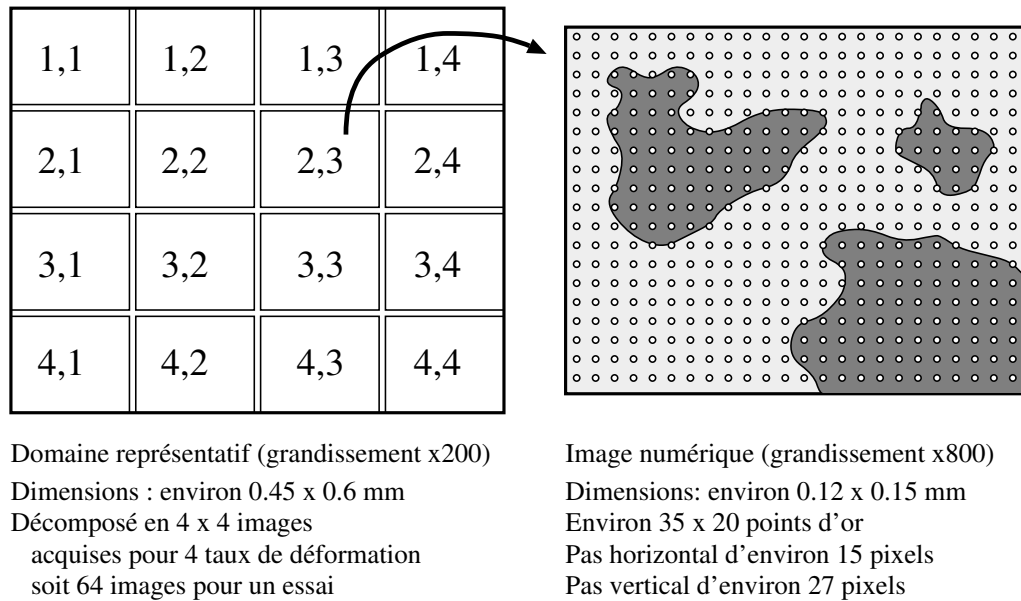 1,1 1,2 1,3 1,4
2,1 2,2 2,3 2,4
3,1 3,2 3,3 3,4
4,1 4,2 4,3 4,4
Domaine représentatif (grandissement x200)
Dimensions : environ 0.45 x 0.6 mm
Décomposé en 4 x 4 images
acquises pour 4 taux de déformation
soit 64 images pour un essai
Image numérique (grandissement x800)
Dimensions: environ 0.12 x 0.15 mm
Environ 35 x 20 points d'or
Pas horizontal d'environ 15 pixels
Pas vertical d'environ 27 pixels